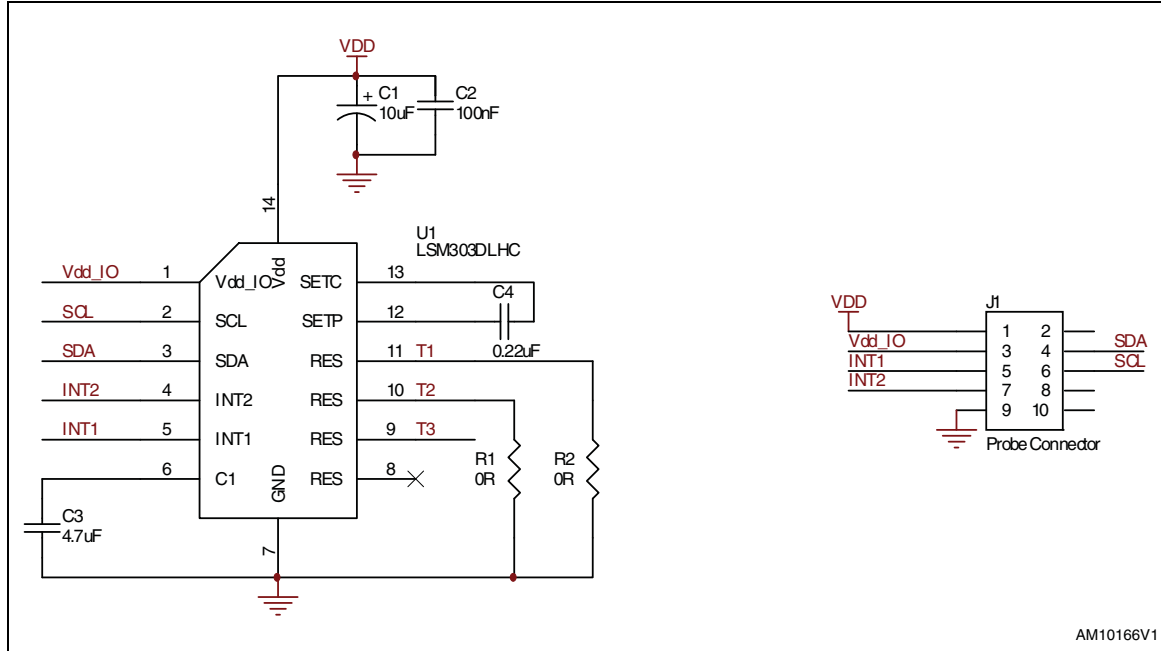 VDD
+ C1
10uF
C2
100nF
14
U1
LSM303DLHC
Vdd_IO 1 Vdd_IO Vdd SETC 13
C4
SCL 2 SCL SETP 12
0.22uF
SDA 3 SDA RES 11 T1
INT2 4 INT2 RES 10 T2
INT1 5 INT1 RES 9 T3
6 C1 GND RES 8
R1
0R
R2
0R
C3
4.7uF
7
J1
VDD 1 2
Vdd_IO 3 4 SDA
INT1 5 6 SCL
INT2 7 8
9 10
Probe Connector
AM10166V1